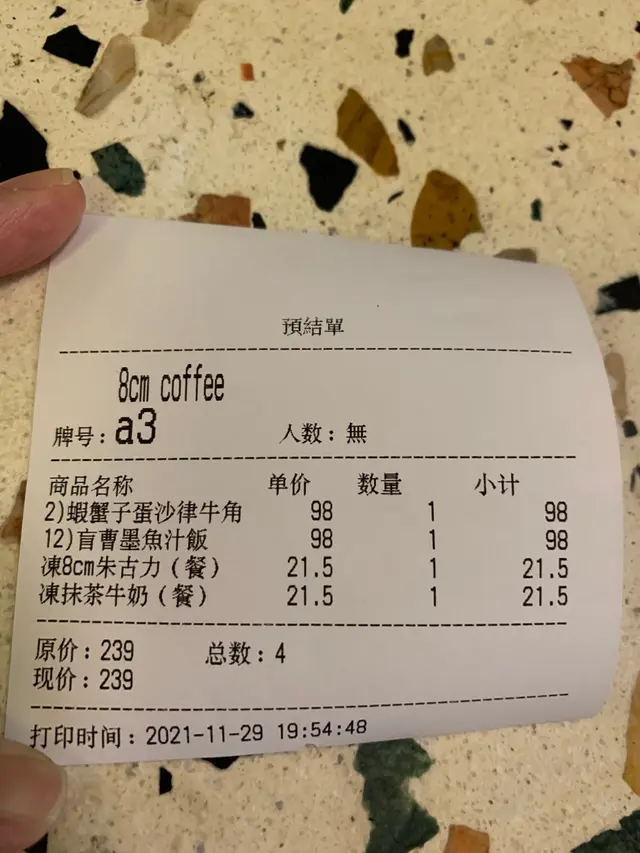 預結單
8cm coffee
牌号：a3 人数：無
商品名称 单价 数量 小计
2)蝦蟹子蛋沙律牛角 98 1 98
12)盲曹墨魚汁飯 98 1 98
凍8cm朱古力（餐） 21.5 1 21.5
凍抹茶牛奶（餐） 21.5 1 21.5
原价：239 总数：4
现价：239
打印时间：2021-11-29 19:54:48